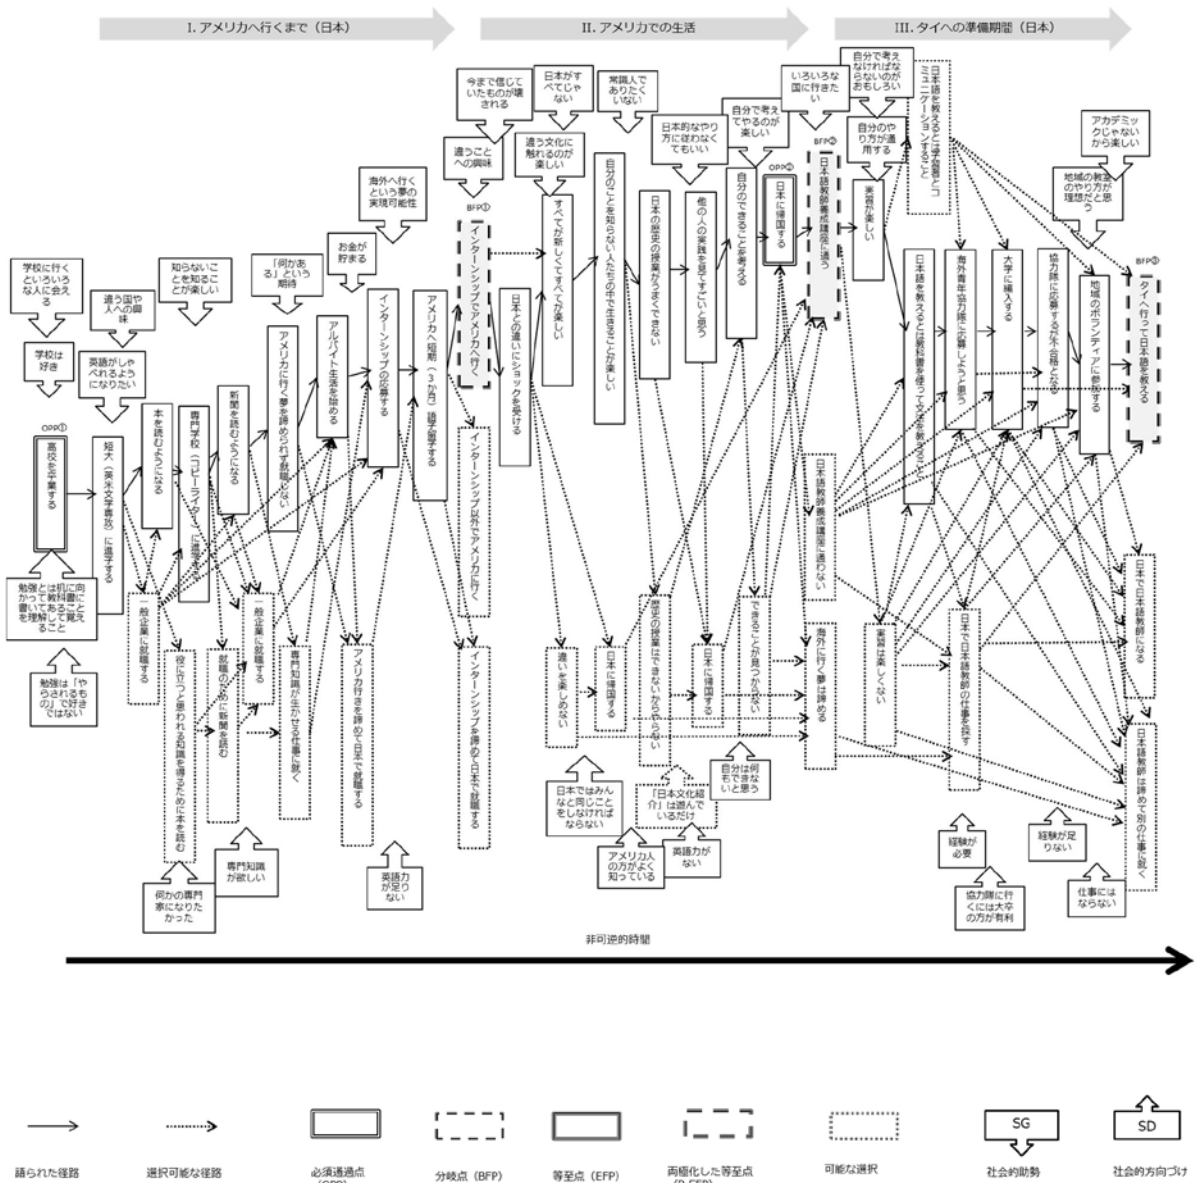 I. アメリカへ行くまで（日本）
II. アメリカでの生活
III. タイへの準備期間（日本）
学校に行く
といろいろ
な人に会え
る
学校は
好き
違う国や
人への興
味
英語がしゃ
べれるよう
になりたい
知らないこ
とを知るこ
とが楽しい
「何かあ
る」という
期待
お金が
貯まる
海外へ行く
という夢の
実現可能性
違うこと
への興味
今まで信じて
いたものが壊
される
日本がす
べてじゃ
ない
違う文化に
触れるのが
楽しい
常識人で
ありたく
ない
日本的なやり
方に従わなく
てもいい
自分で考え
てやるのが
楽しい
いろいろな
国に行きた
い
自分で考え
なければな
らないのが
おもしろい
自分のや
り方が通
用する
地域の教室
のやり方が
理想だと
思う
アカデミッ
クじゃない
から楽しい
OPP①
高校を卒業する
短大（英米文学専攻）に進学する
本を読むようになる
専門学校（コピーライター）に進学する
新聞を読むようになる
アメリカに行く夢を諦められず就職しない
アルバイト生活を始める
インターンシップの応募する
アメリカへ短期（3か月）語学留学する
BFP①
インターンシップでアメリカへ行く
日本との違いにショックを受ける
すべてが新しくてすべてが楽しい
自分のことを知らない人たちの中で生きることが楽しい
日本の歴史の授業がうまくできない
他の人の実践を見てすごいと思う
自分のできることを考える
OPP②
日本に帰国する
BFP②
日本語教師養成講座に通う
実習が楽しい
日本語を教えるとは学習者とコ
ミュニケーションすること
日本語を教えるとは教科書を使って文法を教えること
海外青年協力隊に応募しようと思う
大学に編入する
協力隊に応募するが不合格となる
地域のボランティアに参加する
BFP③
タイへ行って日本語を教える
一般企業に就職する
役に立つと思われる知識を得るために本を読む
就職のために新聞を読む
一般企業に就職する
専門知識が生かせる仕事に就く
アメリカ行きを諦めて日本で就職する
インターンシップ以外でアメリカに行く
インターンシップを諦めて日本で就職する
違いを楽しめない
日本に帰国する
歴史の授業はできないからやらない
日本に帰国する
できることが見つからない
日本語教師養成講座に通わない
海外に行く夢は諦める
実習は楽しくない
日本で日本語教師の仕事を探す
日本で日本語教師になる
日本語教師は諦めて別の仕事に就く
勉強とは机に向
かって教科書に
書いてあること
を理解して覚え
ること
勉強は「や
らされるも
の」で好き
ではない
何かの専門
家になりた
かった
専門知識
が欲しい
英語力
が足り
ない
日本ではみん
なと同じこと
をしなければ
ならない
アメリカ人
の方がよく
知っている
「日本文化紹
介」は遊んで
いるだけ
英語力が
ない
自分は何
もできな
いと思う
経験が
必要
協力隊に行
くには大卒
の方が有利
経験が足
りない
仕事には
ならない
非可逆的時間
SG
SD
語られた径路
選択可能な径路
必須通過点
(OPP)
分岐点（BFP）
等至点（EFP）
両極化した等至点
(P-EFP)
可能な選択
社会的助勢
社会的方向づけ